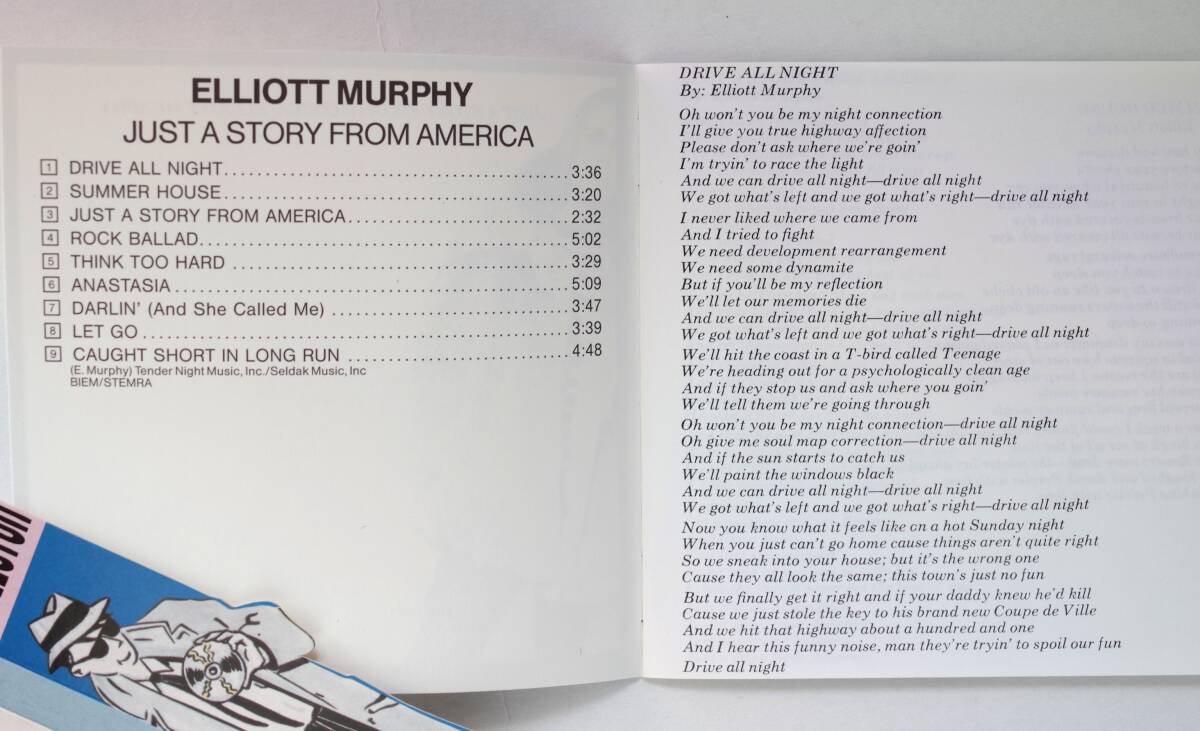 ELLIOTT MURPHY
JUST A STORY FROM AMERICA
1 DRIVE ALL NIGHT 3:36
2 SUMMER HOUSE 3:20
3 JUST A STORY FROM AMERICA 2:32
4 ROCK BALLAD 5:02
5 THINK TOO HARD 3:29
6 ANASTASIA 5:09
7 DARLIN' (And She Called Me) 3:47
8 LET GO 3:39
9 CAUGHT SHORT IN LONG RUN 4:48
(E. Murphy) Tender Night Music, Inc./Seldak Music, Inc
BIEM/STEMRA
DRIVE ALL NIGHT
By: Elliott Murphy
Oh won't you be my night connection
I'll give you true highway affection
Please don't ask where we're goin'
I'm tryin' to race the light
And we can drive all night—drive all night
We got what's left and we got what's right—drive all night
I never liked where we came from
And I tried to fight
We need development rearrangement
We need some dynamite
But if you'll be my reflection
We'll let our memories die
And we can drive all night—drive all night
We got what's left and we got what's right—drive all night
We'll hit the coast in a T-bird called Teenage
We're heading out for a psychologically clean age
And if they stop us and ask where you goin'
We'll tell them we're going through
Oh won't you be my night connection—drive all night
Oh give me soul map correction—drive all night
And if the sun starts to catch us
We'll paint the windows black
And we can drive all night—drive all night
We got what's left and we got what's right—drive all night
Now you know what it feels like on a hot Sunday night
When you just can't go home cause things aren't quite right
So we sneak into your house; but it's the wrong one
Cause they all look the same; this town's just no fun
But we finally get it right and if your daddy knew he'd kill
Cause we just stole the key to his brand new Coupe de Ville
And we hit that highway about a hundred and one
And I hear this funny noise, man they're tryin' to spoil our fun
Drive all night